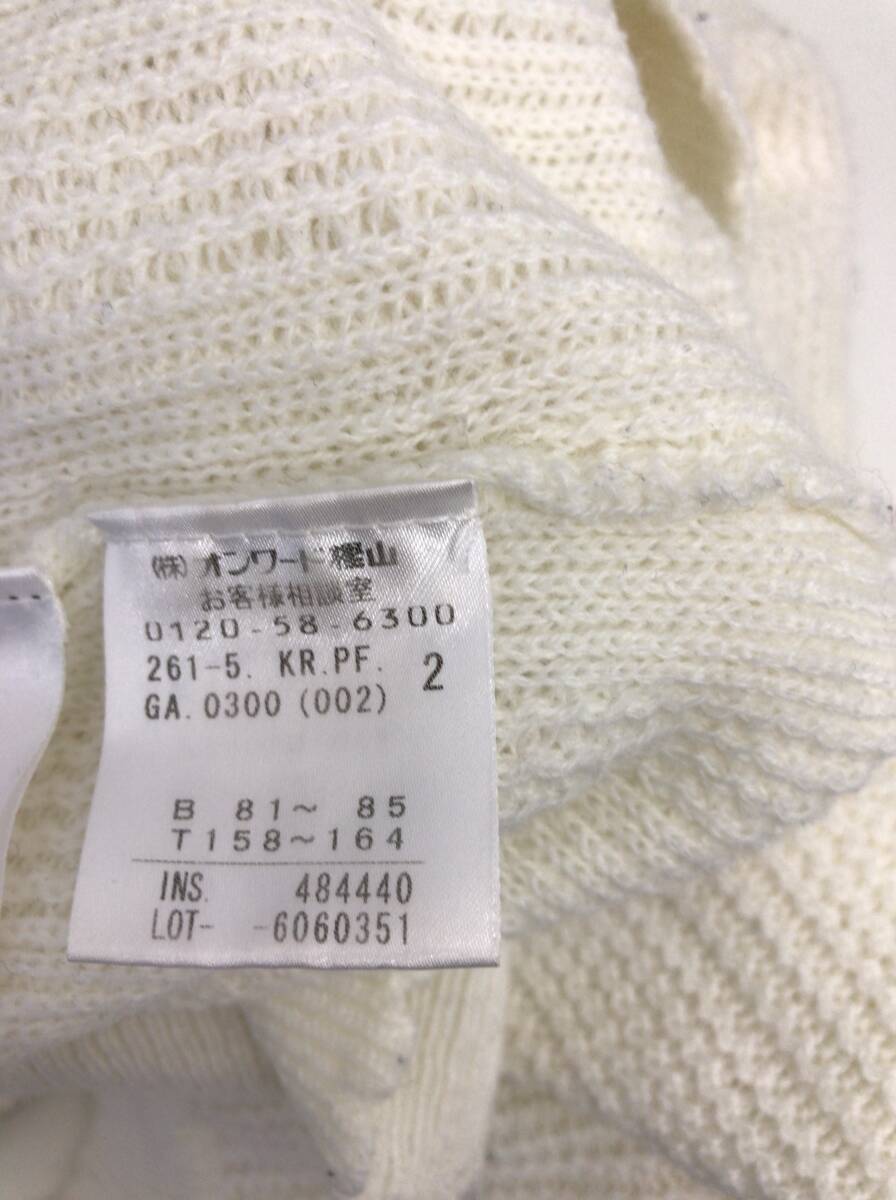 (株)オンワード樫山
お客様相談室
0120-58-6300
261-5. KR.PF. 2
GA. 0300 (002)
B 81~ 85
T158~164
INS. 484440
LOT- -6060351